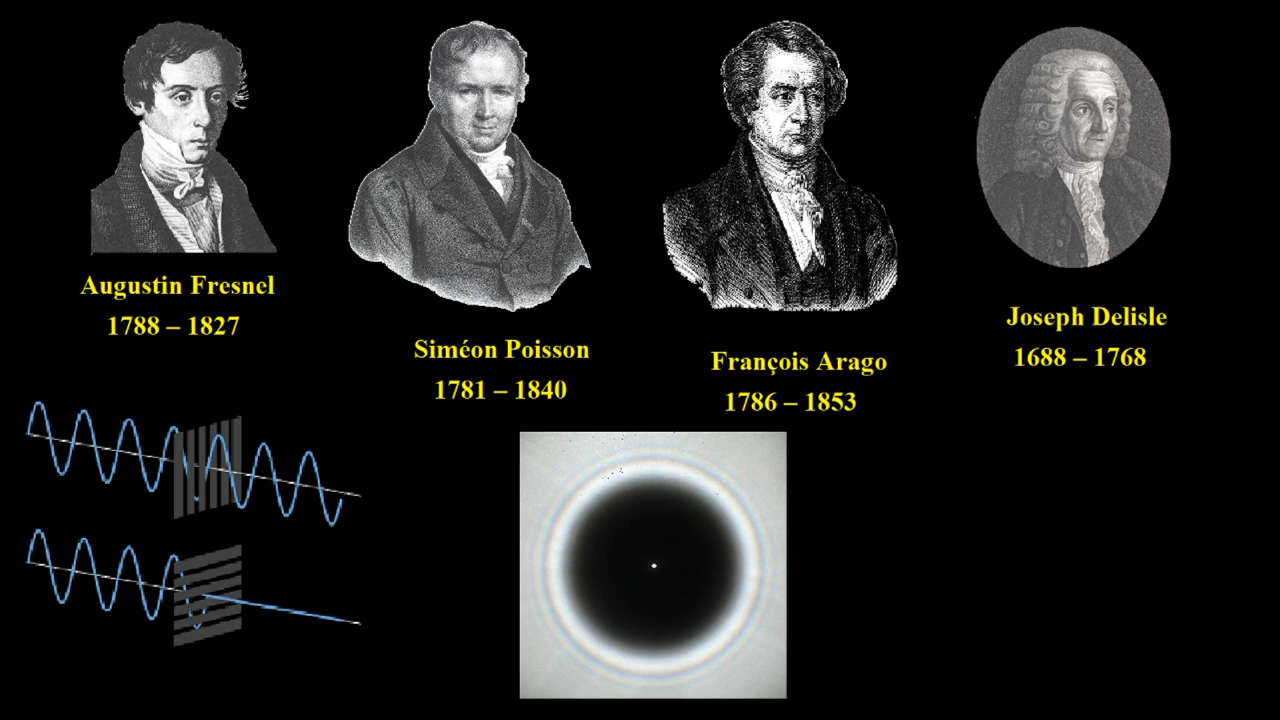 Augustin Fresnel
1788 – 1827
Siméon Poisson
1781 – 1840
François Arago
1786 – 1853
Joseph Delisle
1688 – 1768